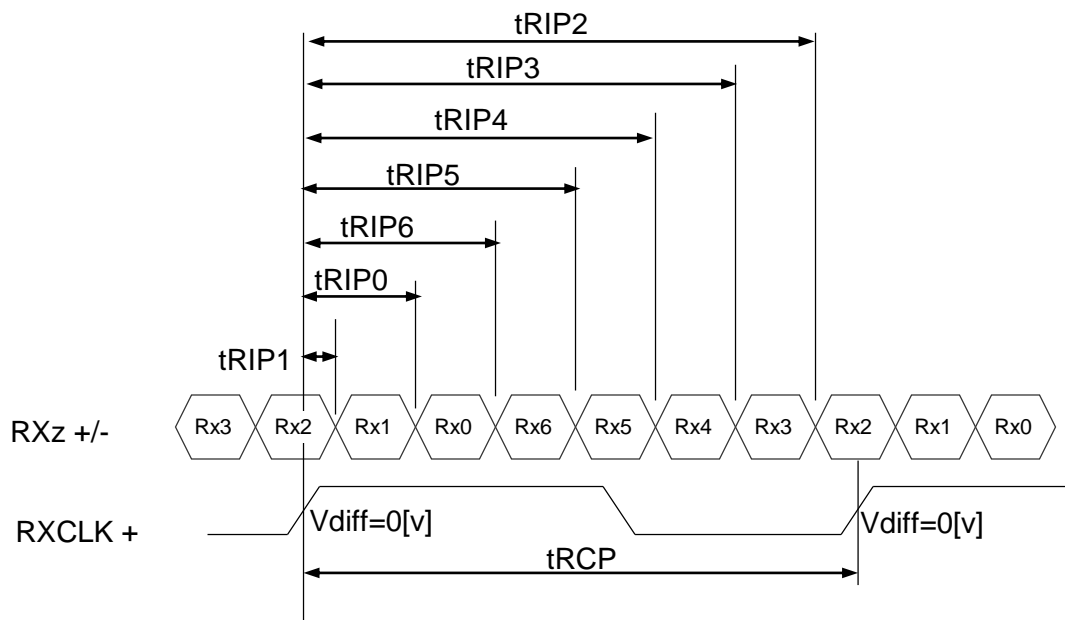 tRIP2
tRIP3
tRIP4
tRIP5
tRIP6
tRIP0
tRIP1
RXz +/- Rx3 Rx2 Rx1 Rx0 Rx6 Rx5 Rx4 Rx3 Rx2 Rx1 Rx0
RXCLK + Vdiff=0[v] Vdiff=0[v]
tRCP